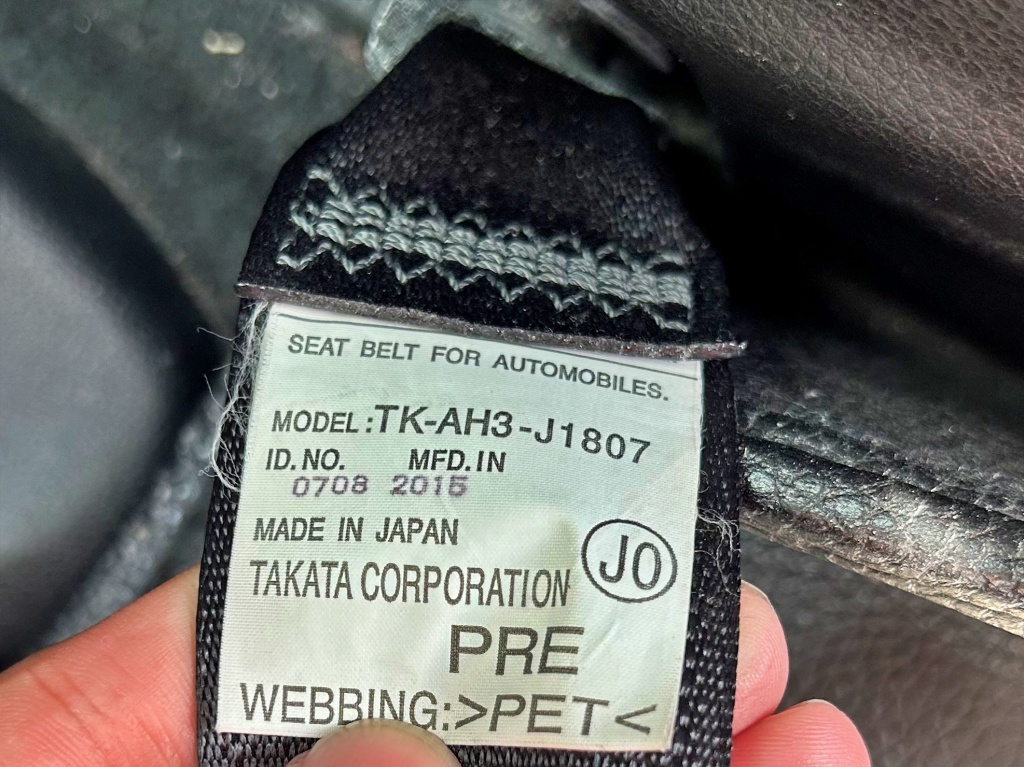 SEAT BELT FOR AUTOMOBILES.
MODEL:TK-AH3-J1807
ID.NO. MFD.IN
0708 2015
MADE IN JAPAN
TAKATA CORPORATION
JO
PRE
WEBBING:>PET<